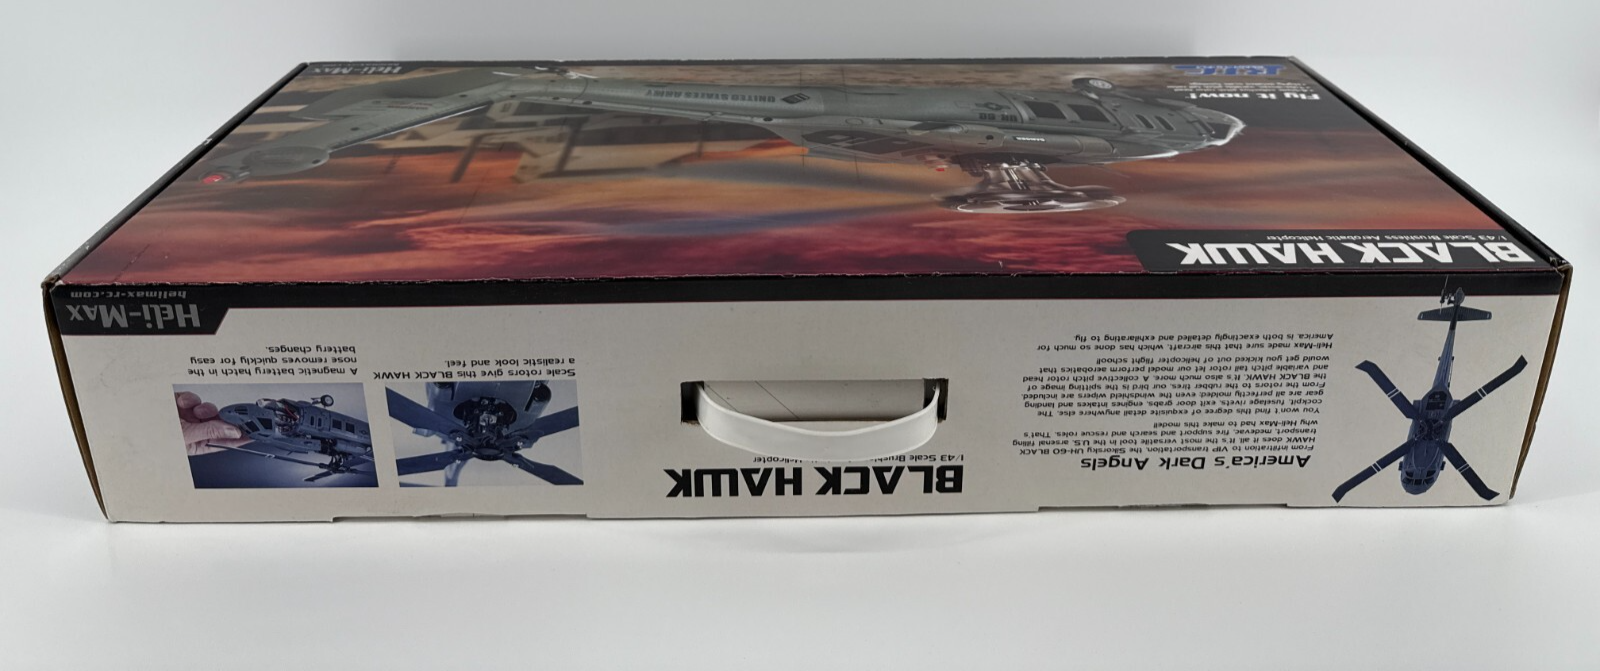 Heli-Max
UNITED STATES ARMY
Fly it now!
BLACK HAWK
1/43 Scale Brushless Aerobatic Helicopter
Heli-Max
helimax-rc.com
A magnetic battery hatch in the
nose removes quickly for easy
battery changes.
Scale rotors give this BLACK HAWK
a realistic look and feel.
BLACK HAWK
1/43 Scale Helicopter
America's Dark Angels
From infiltration to VIP transportation, the Sikorsky UH-60 BLACK
HAWK does it all. It's the most versatile tool in the U.S. arsenal filling
transport, medevac, fire support and search and rescue roles. That's
why Heli-Max had to make this model!
You won't find this degree of exquisite detail anywhere else. The
cockpit, fuselage rivets, exit door grabs, engines intakes and landing
gear are all perfectly molded; even the windshield wipers are included.
From the rotors to the rubber tires, our bird is the spitting image of
the BLACK HAWK. It's also much more. A collective pitch rotor head
and variable pitch tail rotor let our model perform aerobatics that
would get you kicked out of helicopter flight school!
Heli-Max made sure that this aircraft, which has done so much for
America, is both exactingly detailed and exhilarating to fly.